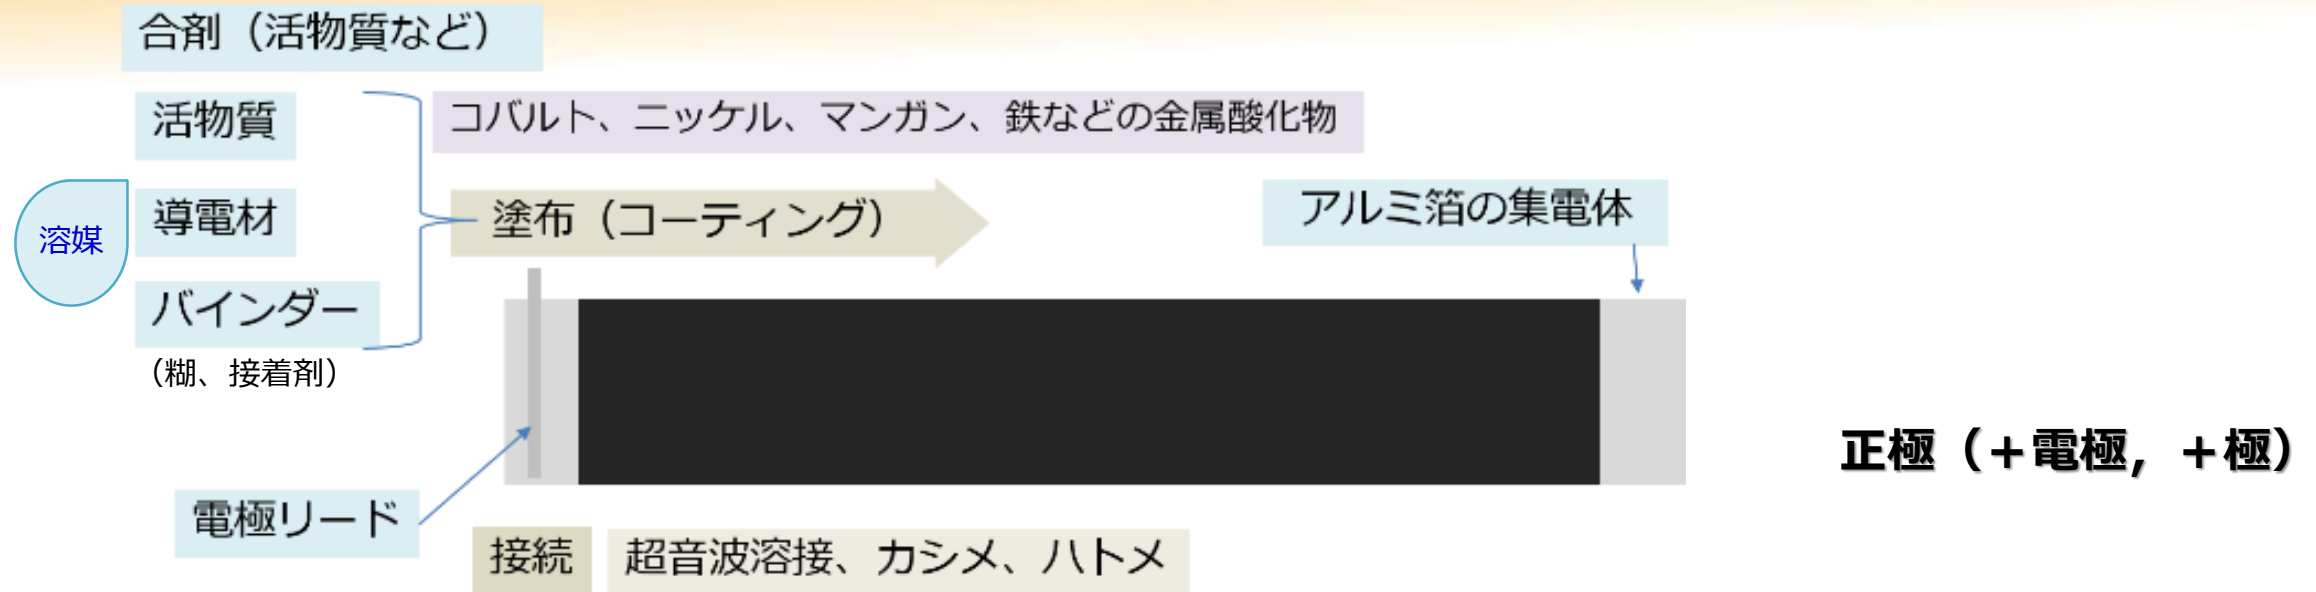 合剤（活物質など）
活物質
コバルト、ニッケル、マンガン、鉄などの金属酸化物
溶媒
導電材
塗布（コーティング）
アルミ箔の集電体
バインダー
（糊、接着剤）
正極（＋電極，＋極）
電極リード
接続
超音波溶接、カシメ、ハトメ